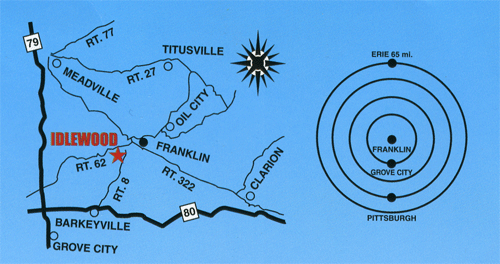 79
RT. 77
TITUSVILLE
MEADVILLE
RT. 27
OIL CITY
IDLEWOOD
FRANKLIN
RT. 62
RT. 8
RT. 322
CLARION
BARKEYVILLE
80
GROVE CITY
ERIE 65 mi.
FRANKLIN
GROVE CITY
PITTSBURGH